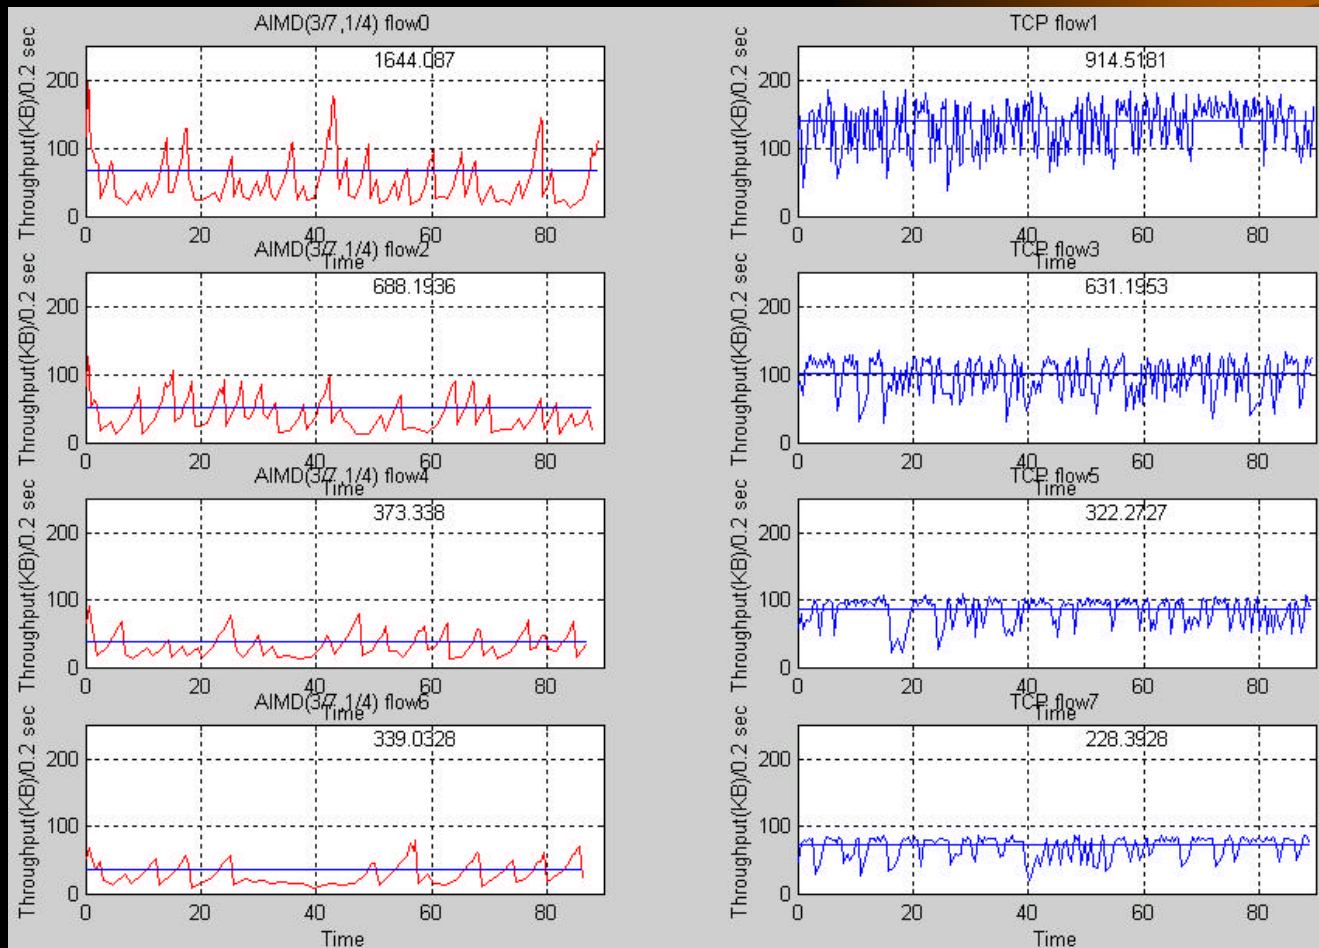 AIMD(3/7,1/4) flow0
1644.087
Throughput(KB)/0.2 sec
200
100
0
0 20 40 60 80
Time
TCP flow1
914.5181
Throughput(KB)/0.2 sec
200
100
0
0 20 40 60 80
Time
AIMD(3/7,1/4) flow2
688.1936
Throughput(KB)/0.2 sec
200
100
0
0 20 40 60 80
Time
TCP flow3
631.1953
Throughput(KB)/0.2 sec
200
100
0
0 20 40 60 80
Time
AIMD(3/7,1/4) flow4
373.338
Throughput(KB)/0.2 sec
200
100
0
0 20 40 60 80
Time
TCP flow5
322.2727
Throughput(KB)/0.2 sec
200
100
0
0 20 40 60 80
Time
AIMD(3/7,1/4) flow6
339.0328
Throughput(KB)/0.2 sec
200
100
0
0 20 40 60 80
Time
TCP flow7
228.3928
Throughput(KB)/0.2 sec
200
100
0
0 20 40 60 80
Time